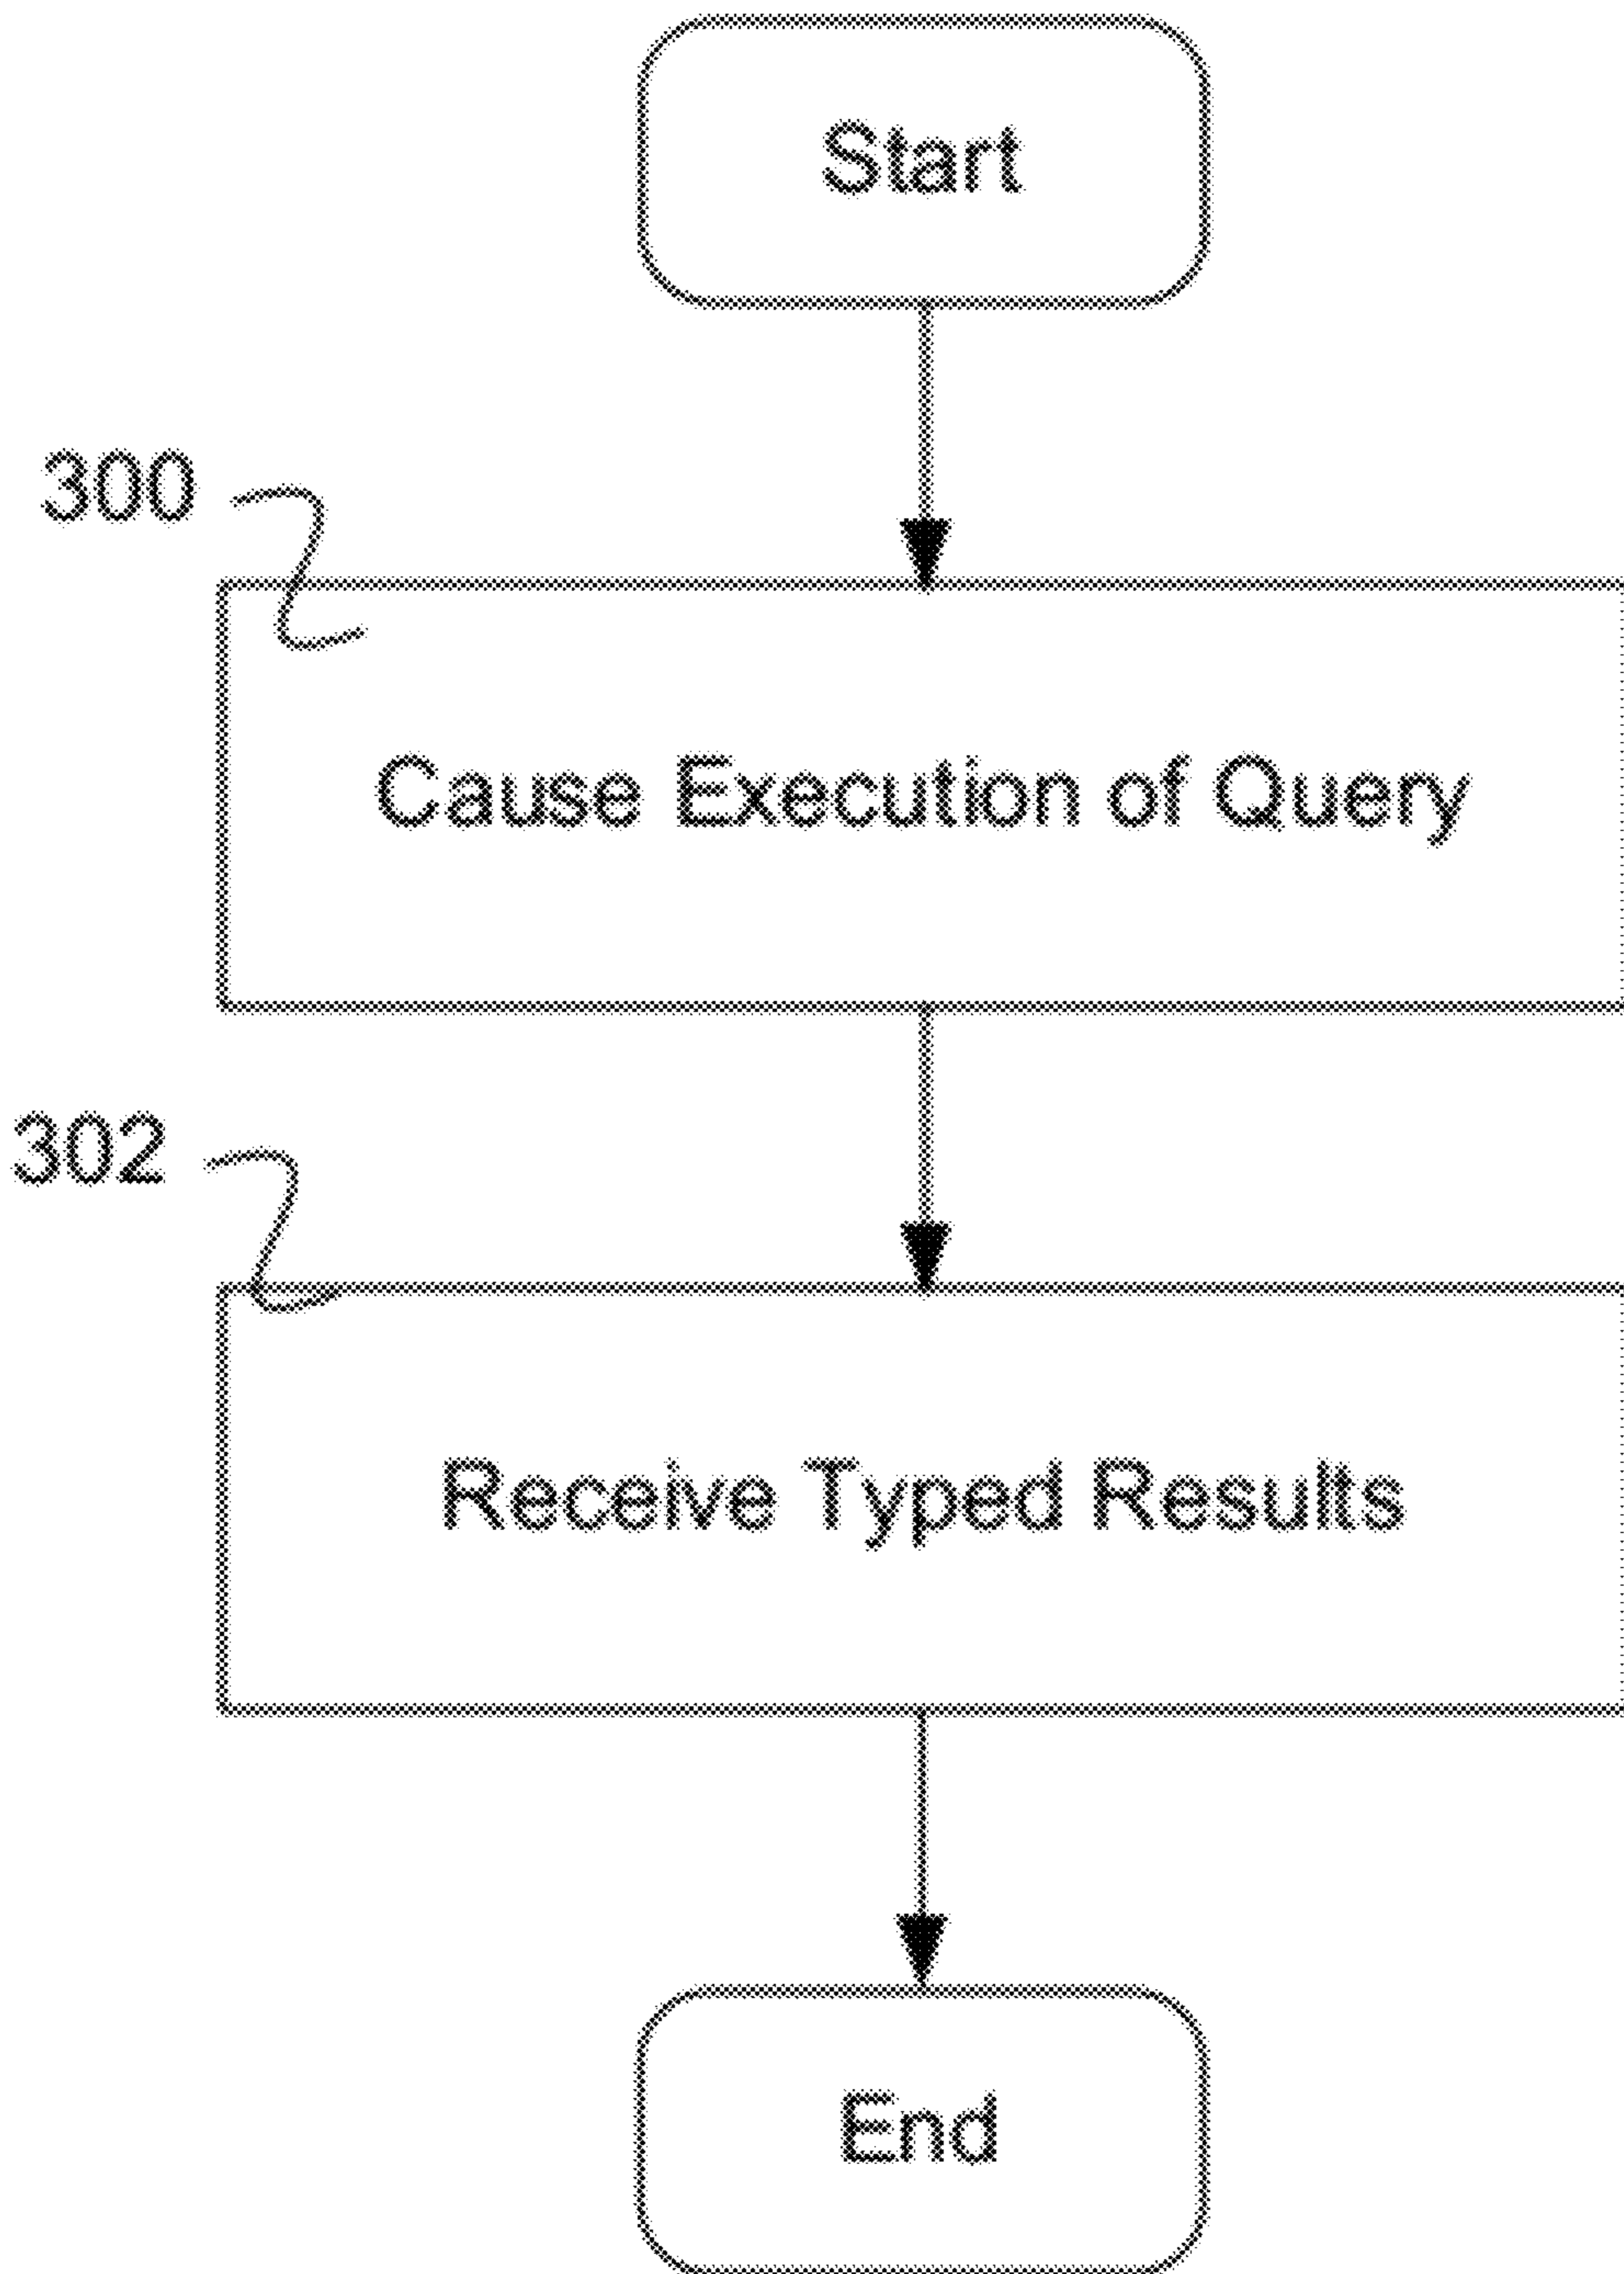 Start
300
Cause Execution of Query
302
Receive Typed Results
End